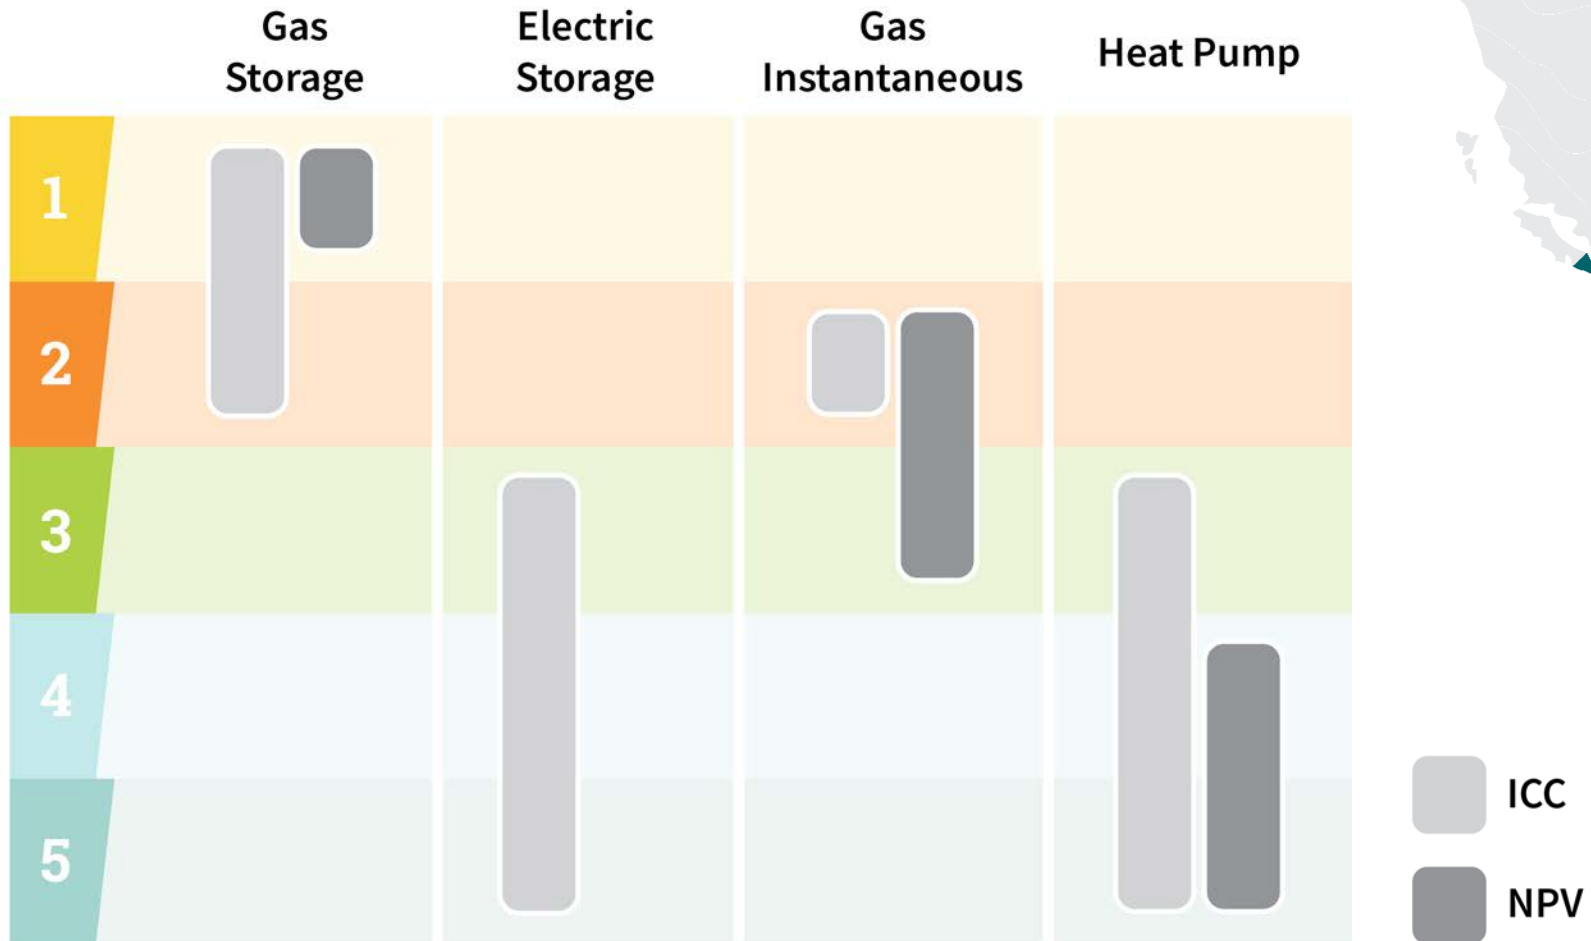 Gas
Storage
Electric
Storage
Gas
Instantaneous
Heat Pump
1
2
3
4
5
ICC
NPV